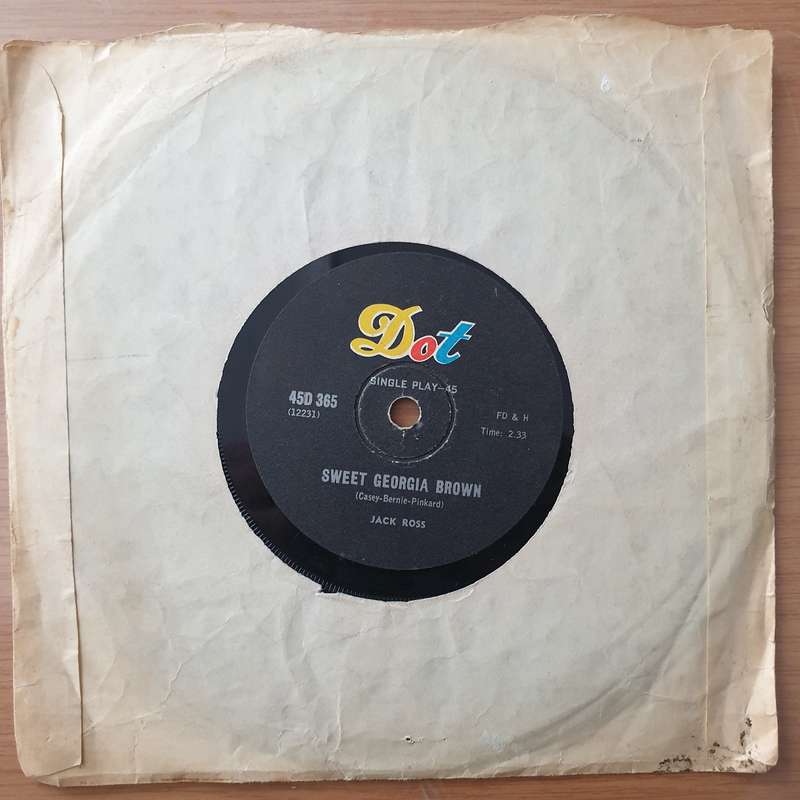 Dot
SINGLE PLAY-45
45D 365
(12231)
FD & H
Time: 2.33
SWEET GEORGIA BROWN
(Casey-Bernie-Pinkard)
JACK ROSS